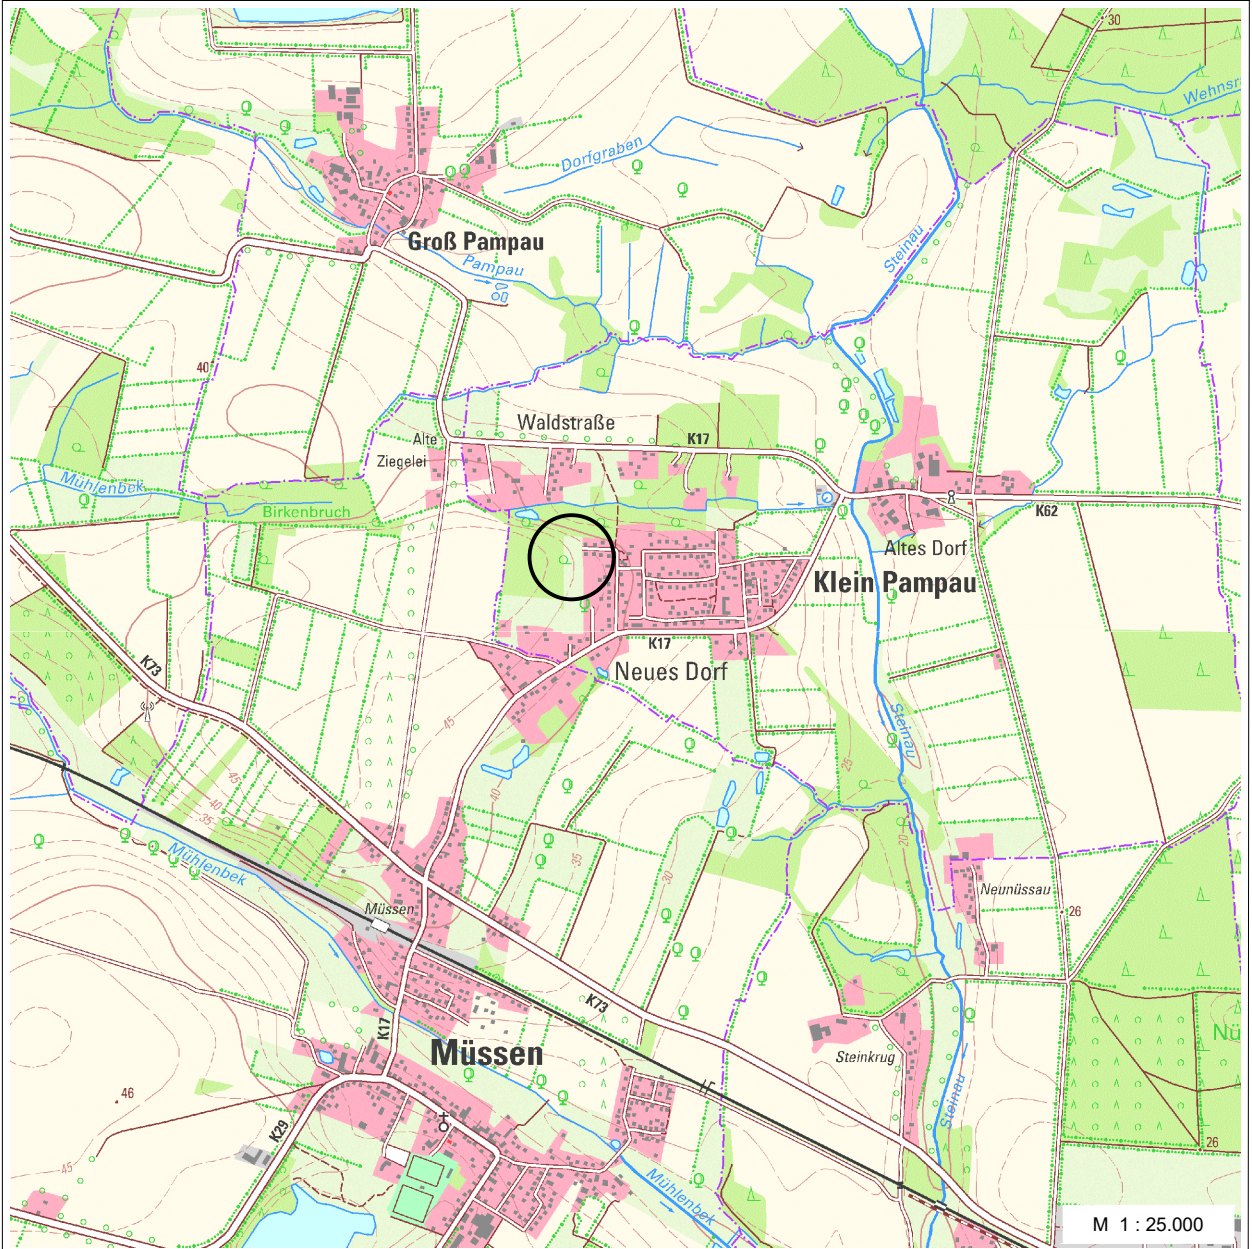 30
Wehnsr
Dorfgraben
Groß Pampau
Steinau
Pampau
40
Waldstraße
Alte
Ziegelei
K17
Mühlenbek
Birkenbruch
K62
Altes Dorf
Klein Pampau
K17
Neues Dorf
K73
45
Steinau
25
45
40
35
40
35
30
20
Mühlenbek
Müssen
Neunüssau
26
K73
K17
Nü
Müssen
Steinkrug
46
K29
Steinau
26
45
Mühlenbek
M 1 : 25.000